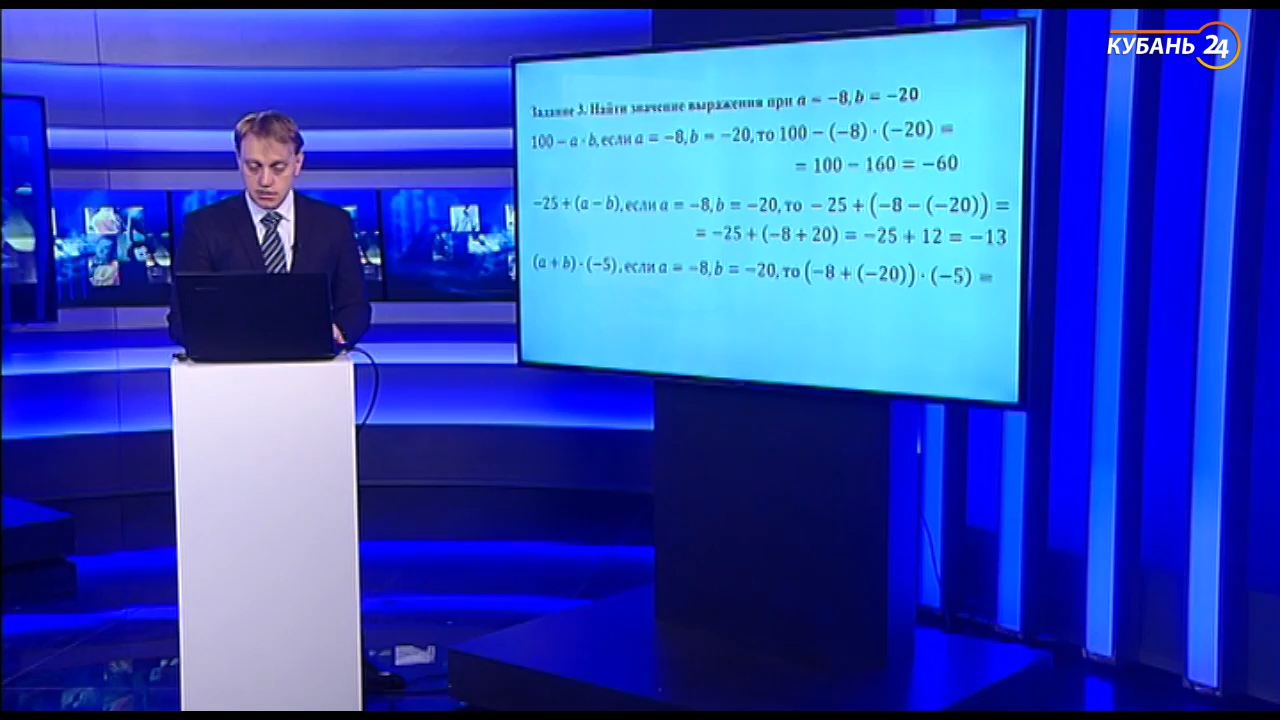 КУБАНЬ 24
Задание 3. Найти значение выражения при a = −8, b = −20
100 − a · b, если a = −8, b = −20, то 100 − (−8) · (−20) =
= 100 − 160 = −60
−25 + (a − b), если a = −8, b = −20, то − 25 + (−8 − (−20)) =
= −25 + (−8 + 20) = −25 + 12 = −13
(a + b) · (−5), если a = −8, b = −20, то (−8 + (−20)) · (−5) =